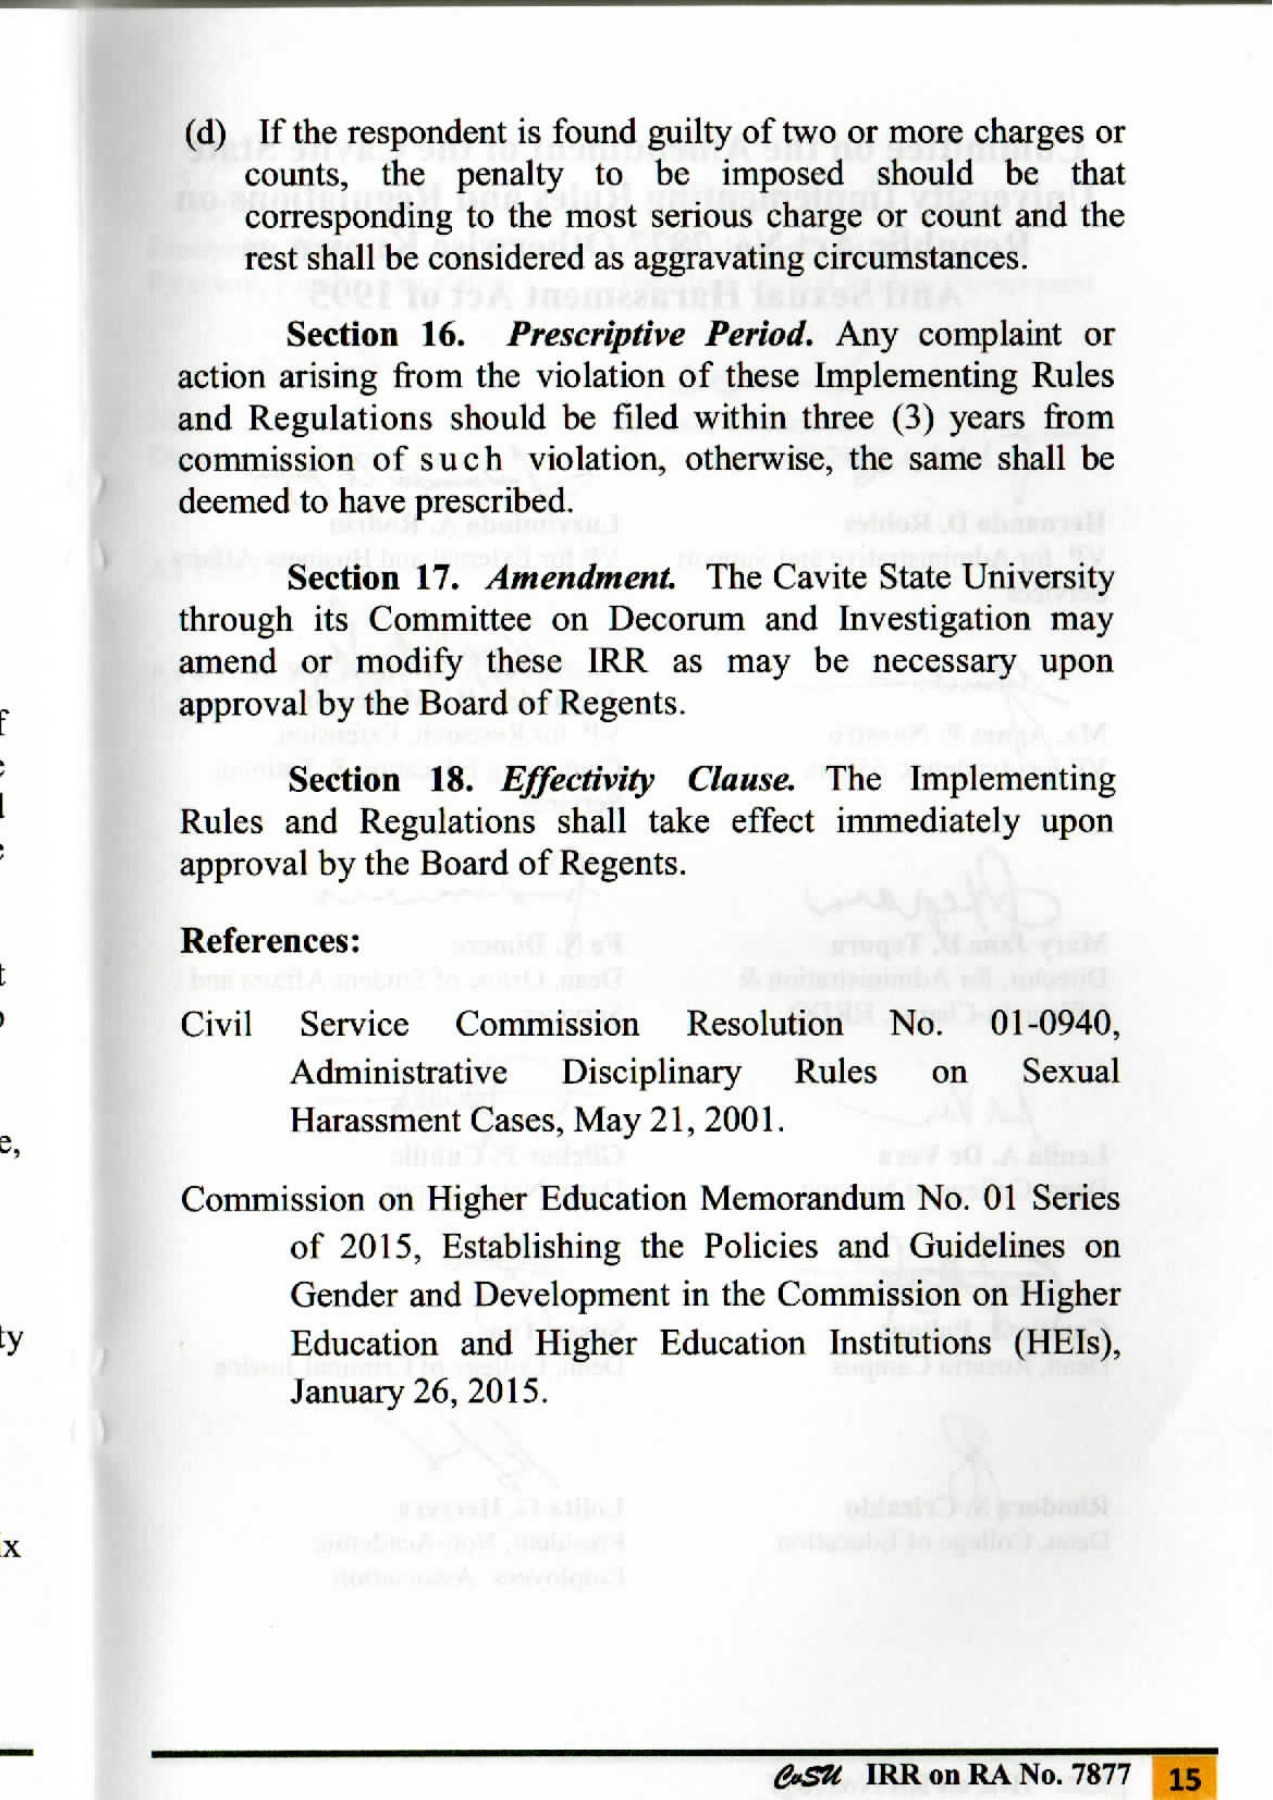 (d) If the respondent is found guilty of two or more charges or
counts, the penalty to be imposed should be that
corresponding to the most serious charge or count and the
rest shall be considered as aggravating circumstances.
Section 16. Prescriptive Period. Any complaint or
action arising from the violation of these Implementing Rules
and Regulations should be filed within three (3) years from
commission of such violation, otherwise, the same shall be
deemed to have prescribed.
Section 17. Amendment. The Cavite State University
through its Committee on Decorum and Investigation may
amend or modify these IRR as may be necessary upon
approval by the Board of Regents.
Section 18. Effectivity Clause. The Implementing
Rules and Regulations shall take effect immediately upon
approval by the Board of Regents.
References:
Civil Service Commission Resolution No. 01-0940,
Administrative Disciplinary Rules on Sexual
Harassment Cases, May 21, 2001.
Commission on Higher Education Memorandum No. 01 Series
of 2015, Establishing the Policies and Guidelines on
Gender and Development in the Commission on Higher
Education and Higher Education Institutions (HEIs),
January 26, 2015.
CvSU IRR on RA No. 7877 15